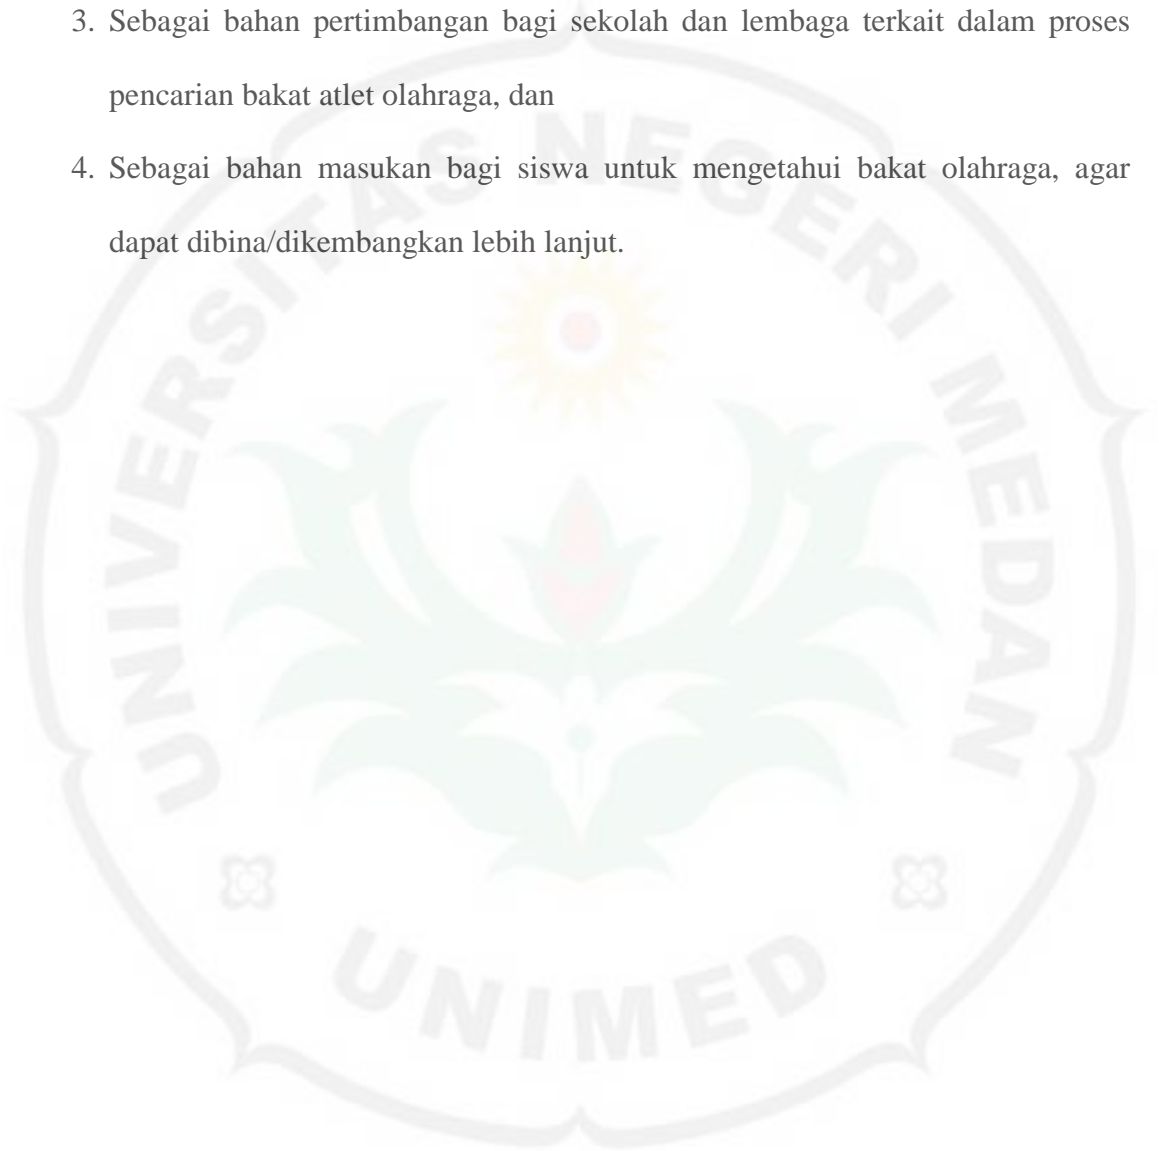 3. Sebagai bahan pertimbangan bagi sekolah dan lembaga terkait dalam proses
pencarian bakat atlet olahraga, dan
4. Sebagai bahan masukan bagi siswa untuk mengetahui bakat olahraga, agar
dapat dibina/dikembangkan lebih lanjut.
UNIVERSITAS NEGERI MEDAN
UNIMED